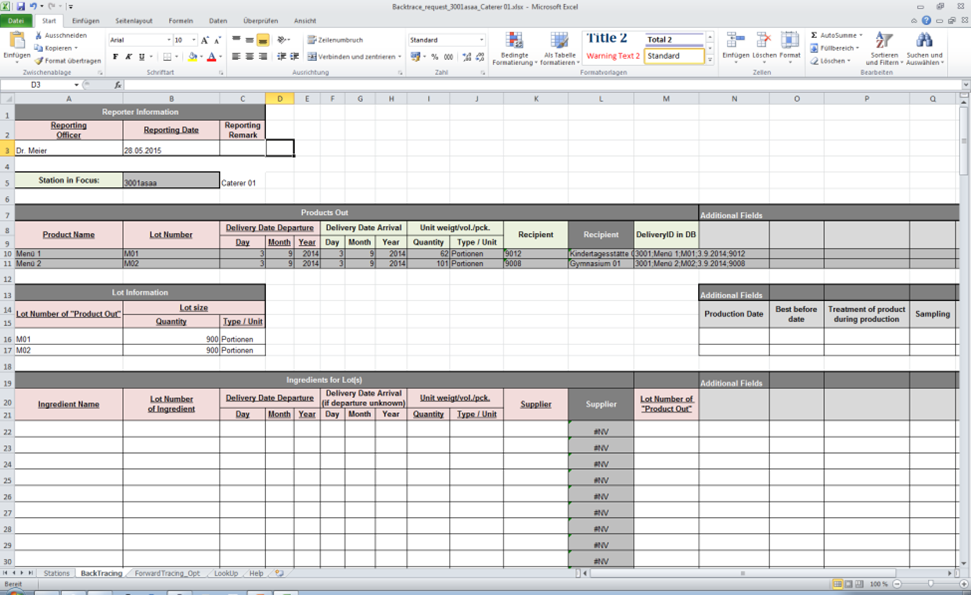 Backtrace_request_3001asaa_Caterer 01.xlsx - Microsoft Excel
Datei Start Einfügen Seitenlayout Formeln Daten Überprüfen Ansicht
Einfügen Ausschneiden Kopieren Format übertragen
Arial 10 Zeilenumbruch Standard
F K U Verbinden und zentrieren % 000
Bedingte Formatierung Als Tabelle formatieren
Title 2 Total 2
Warning Text 2 Standard
Einfügen Löschen Format
AutoSumme Füllbereich Löschen
Sortieren und Filtern Suchen und Auswählen
Zwischenablage Schriftart Ausrichtung Zahl Formatvorlagen Zellen Bearbeiten
D3 fx
A B C D E F G H I J K L M N O P Q
1 Reporter Information
2 Reporting Officer Reporting Date Reporting Remark
3 Dr. Meier 28.05.2015
4
5 Station in Focus: 3001asaa Caterer 01
6
7 Products Out Additional Fields
8 Product Name Lot Number Delivery Date Departure Delivery Date Arrival Unit weigt/vol./pck. Recipient Recipient DeliveryID in DB
9 Day Month Year Day Month Year Quantity Type / Unit
10 Menü 1 M01 3 9 2014 3 9 2014 62 Portionen 9012 Kindertagesstätte 3001;Menü 1;M01;3.9.2014;9012
11 Menü 2 M02 3 9 2014 3 9 2014 101 Portionen 9008 Gymnasium 01 3001;Menü 2;M02;3.9.2014;9008
12
13 Lot Information Additional Fields
14 Lot Number of "Product Out" Lot size Production Date Best before date Treatment of product during production Sampling
15 Quantity Type / Unit
16 M01 900 Portionen
17 M02 900 Portionen
18
19 Ingredients for Lot(s) Additional Fields
20 Ingredient Name Lot Number of Ingredient Delivery Date Departure Delivery Date Arrival (if departure unknown) Unit weigt/vol./pck. Supplier Supplier Lot Number of "Product Out"
21 Day Month Year Day Month Year Quantity Type / Unit
22 #NV
23 #NV
24 #NV
25 #NV
26 #NV
27 #NV
28 #NV
29 #NV
30 #NV
Stations BackTracing ForwardTracing_Opt LookUp Help
Bereit 100 %